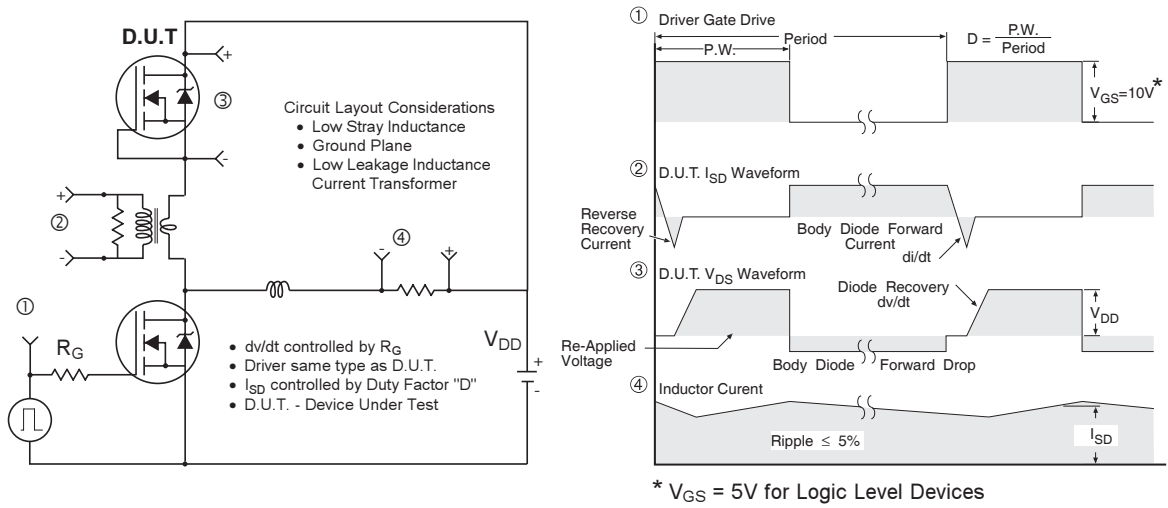 D.U.T
+
③
-
Circuit Layout Considerations
• Low Stray Inductance
• Ground Plane
• Low Leakage Inductance
Current Transformer
+
②
-
-
④
+
①
R_G
• dv/dt controlled by R_G
• Driver same type as D.U.T.
• I_SD controlled by Duty Factor "D"
• D.U.T. - Device Under Test
V_DD
+
-
① Driver Gate Drive
P.W.
Period
D = P.W. / Period
V_GS=10V*
② D.U.T. I_SD Waveform
Reverse
Recovery
Current
Body Diode Forward
Current
di/dt
③ D.U.T. V_DS Waveform
Diode Recovery
dv/dt
V_DD
Re-Applied
Voltage
Body Diode Forward Drop
④ Inductor Curent
Ripple ≤ 5%
I_SD
* V_GS = 5V for Logic Level Devices